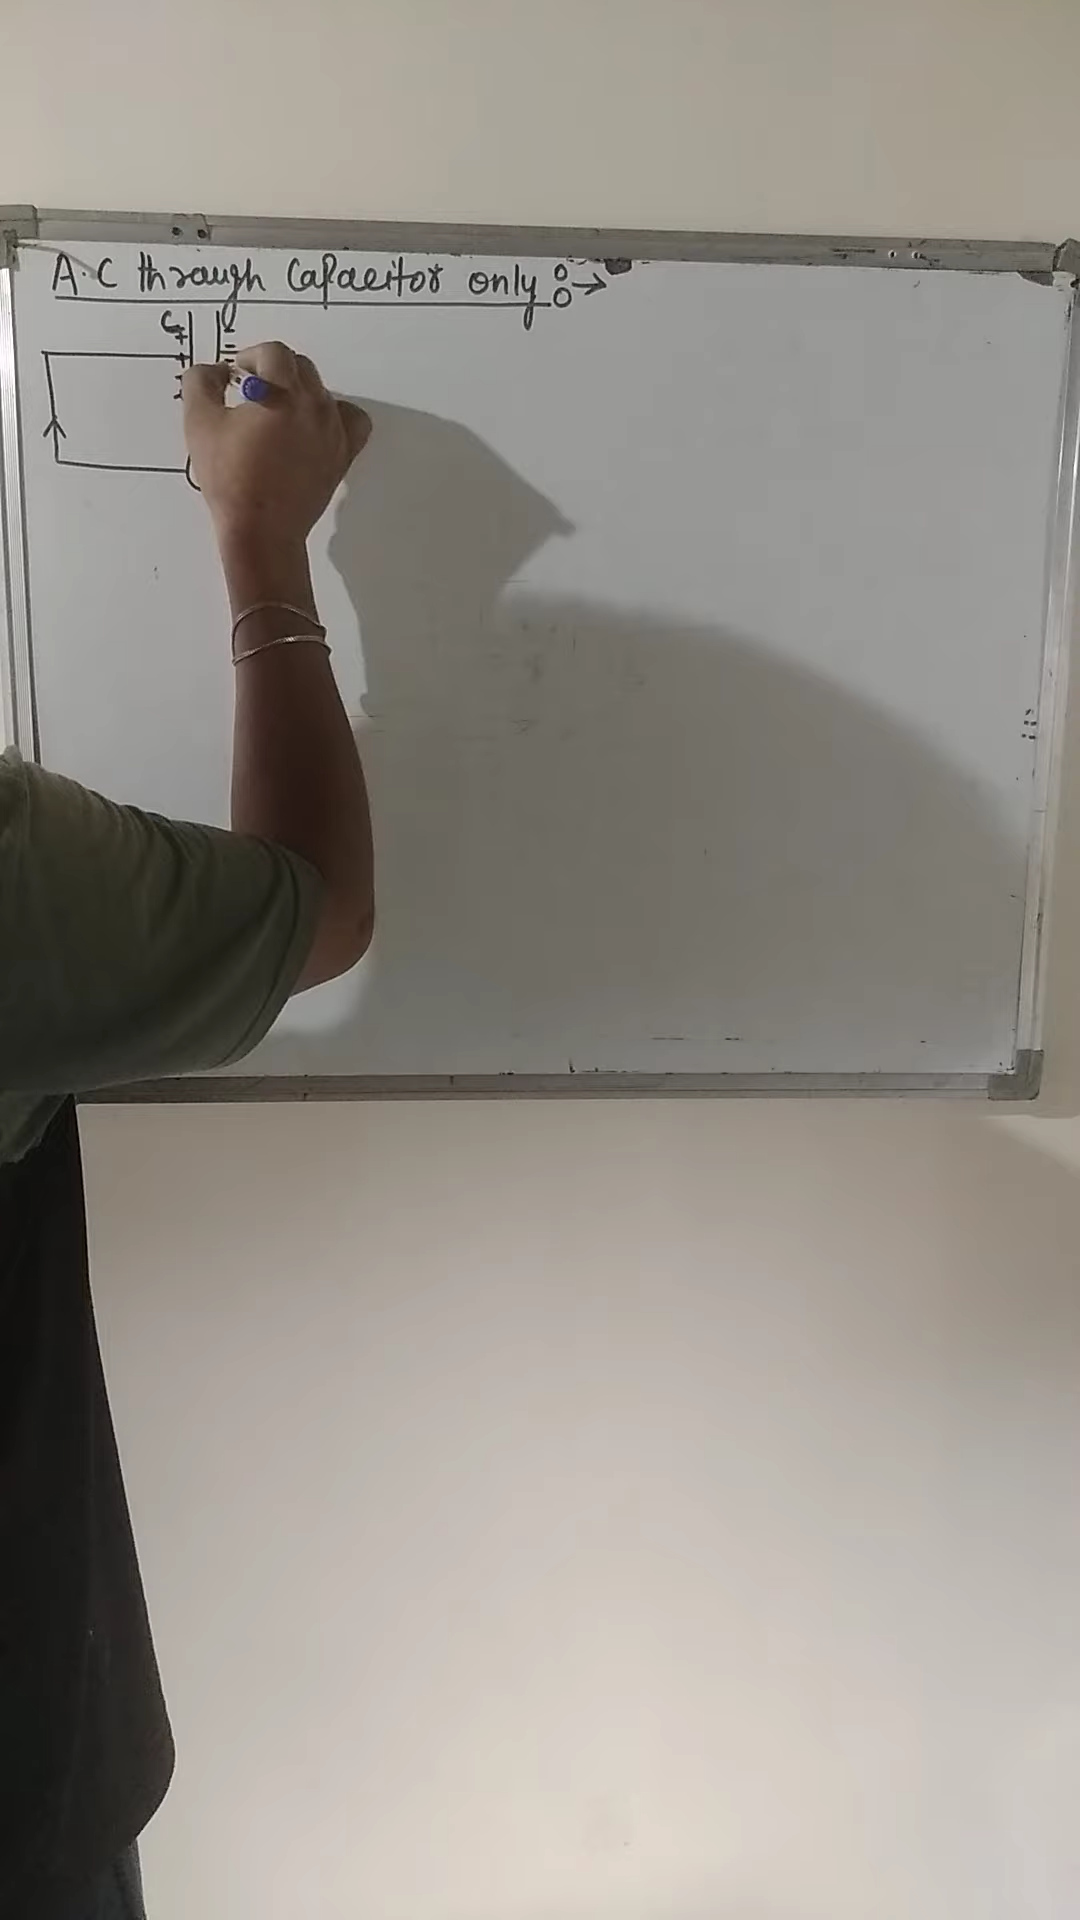 A.C through Capacitor only :→
C
+ -
+ -
+ -
+